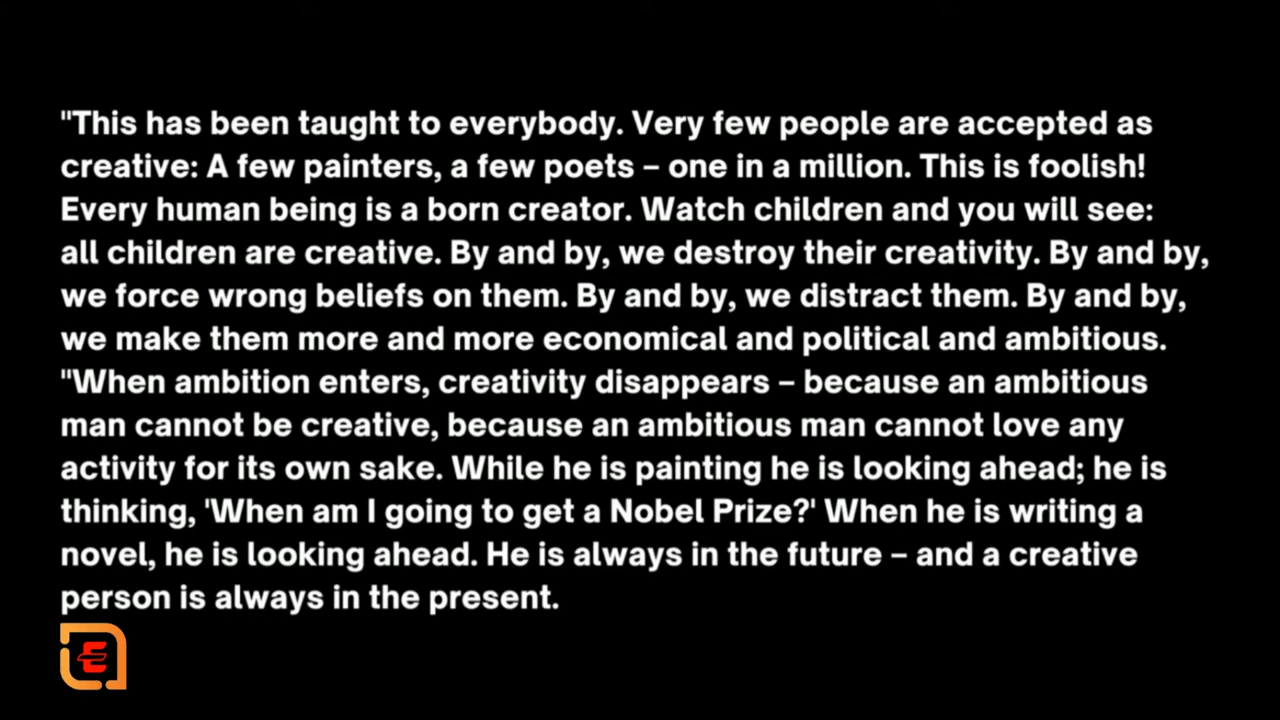 "This has been taught to everybody. Very few people are accepted as
creative: A few painters, a few poets – one in a million. This is foolish!
Every human being is a born creator. Watch children and you will see:
all children are creative. By and by, we destroy their creativity. By and by,
we force wrong beliefs on them. By and by, we distract them. By and by,
we make them more and more economical and political and ambitious.
"When ambition enters, creativity disappears – because an ambitious
man cannot be creative, because an ambitious man cannot love any
activity for its own sake. While he is painting he is looking ahead; he is
thinking, 'When am I going to get a Nobel Prize?' When he is writing a
novel, he is looking ahead. He is always in the future – and a creative
person is always in the present.
E